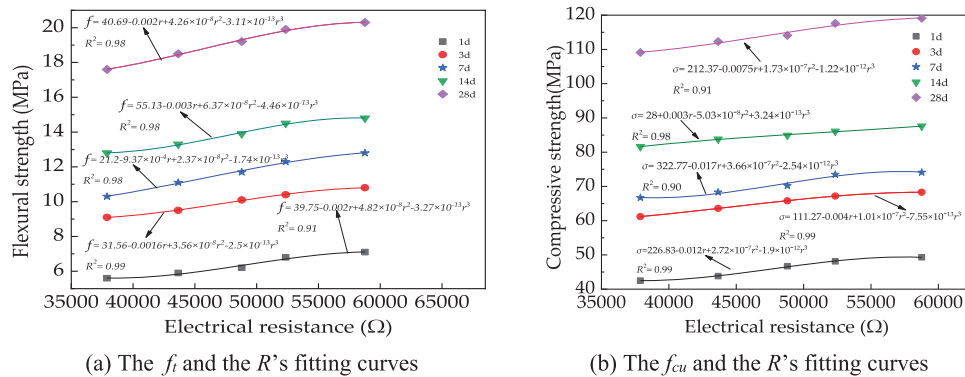 20
18
16
14
12
10
8
6
35000 40000 45000 50000 55000 60000 65000
Flexural strength (MPa)
Electrical resistance (Ω)
f = 40.69-0.002r+4.26×10⁻⁸r²-3.11×10⁻¹³r³
R²= 0.98
f= 55.13-0.003r+6.37×10⁻⁸r²-4.46×10⁻¹³r³
R²= 0.98
f= 21.2-9.37×10⁻⁴r+2.37×10⁻⁸r²-1.74×10⁻¹³r³
R²= 0.98
f= 39.75-0.002r+4.82×10⁻⁸r²-3.27×10⁻¹³r³
R²= 0.91
f= 31.56-0.0016r+3.56×10⁻⁸r²-2.5×10⁻¹³r³
R²= 0.99
1d
3d
7d
14d
28d
(a) The fₜ and the R's fitting curves
120
110
100
90
80
70
60
50
40
35000 40000 45000 50000 55000 60000
Compressive strength(MPa)
Electrical resistance (Ω)
σ= 212.37-0.0075r+1.73×10⁻⁷r²-1.22×10⁻¹²r³
R²= 0.91
σ= 28+0.003r-5.03×10⁻⁸r²+3.24×10⁻¹³r³
R²= 0.98
σ= 322.77-0.017r+3.66×10⁻⁷r²-2.54×10⁻¹²r³
R²= 0.90
σ= 111.27-0.004r+1.01×10⁻⁷r²-7.55×10⁻¹³r³
R²= 0.99
σ=226.83-0.012r+2.72×10⁻⁷r²-1.9×10⁻¹²r³
R²= 0.99
1d
3d
7d
14d
28d
(b) The f_cu and the R's fitting curves